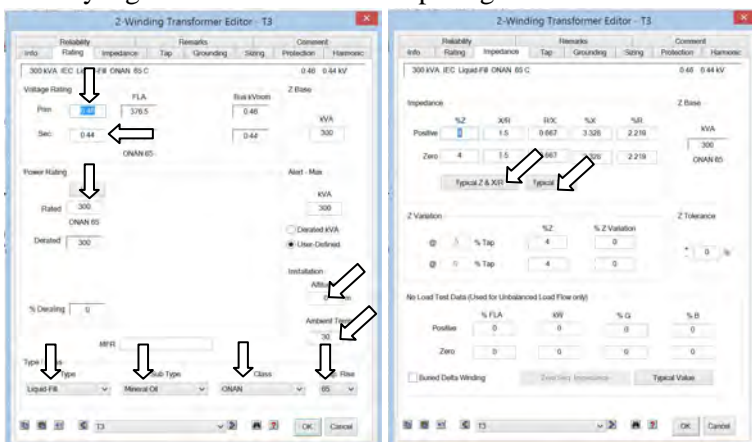 2-Winding Transformer Editor - T3
Reliability Remarks Comment
Info Rating Impedance Tap Grounding Sizing Protection Harmonic
300 kVA IEC Liquid-Fill ONAN 65 C 0.46 0.44 kV
Voltage Rating
FLA Bus kVnom Z Base
Prim. 376.5 0.46 kVA
Sec. 0.44 0.44 300
ONAN 65
Power Rating Alert - Max
kVA
Rated 300 300
ONAN 65 Derated kVA
Derated 300 User-Defined
Installation
0
% Derating 0
30
MFR
Type Sub Type Class Rise
Liquid-Fill Mineral Oil ONAN 65
T3 OK Cancel
2-Winding Transformer Editor - T3
Reliability Remarks Comment
Info Rating Impedance Tap Grounding Sizing Protection Harmonic
300 kVA IEC Liquid-Fill ONAN 65 C 0.46 0.44 kV
Impedance Z Base
%Z X/R R/X %X %R
Positive 1.5 0.667 3.328 2.219 kVA
300
Zero 4 1.5 0.667 2.219 ONAN 65
Typical Z & X/R Typical
Z Variation Z Tolerance
%Z % Z Variation
@ % Tap 4 0
± 0 %
@ % Tap 4 0
No Load Test Data (Used for Unbalanced Load Flow only)
% FLA kW % G % B
Positive 0 0 0 0
Zero 0 0 0 0
Buried Delta Winding Zero Seq. Impedance Typical Value
T3 OK Cancel